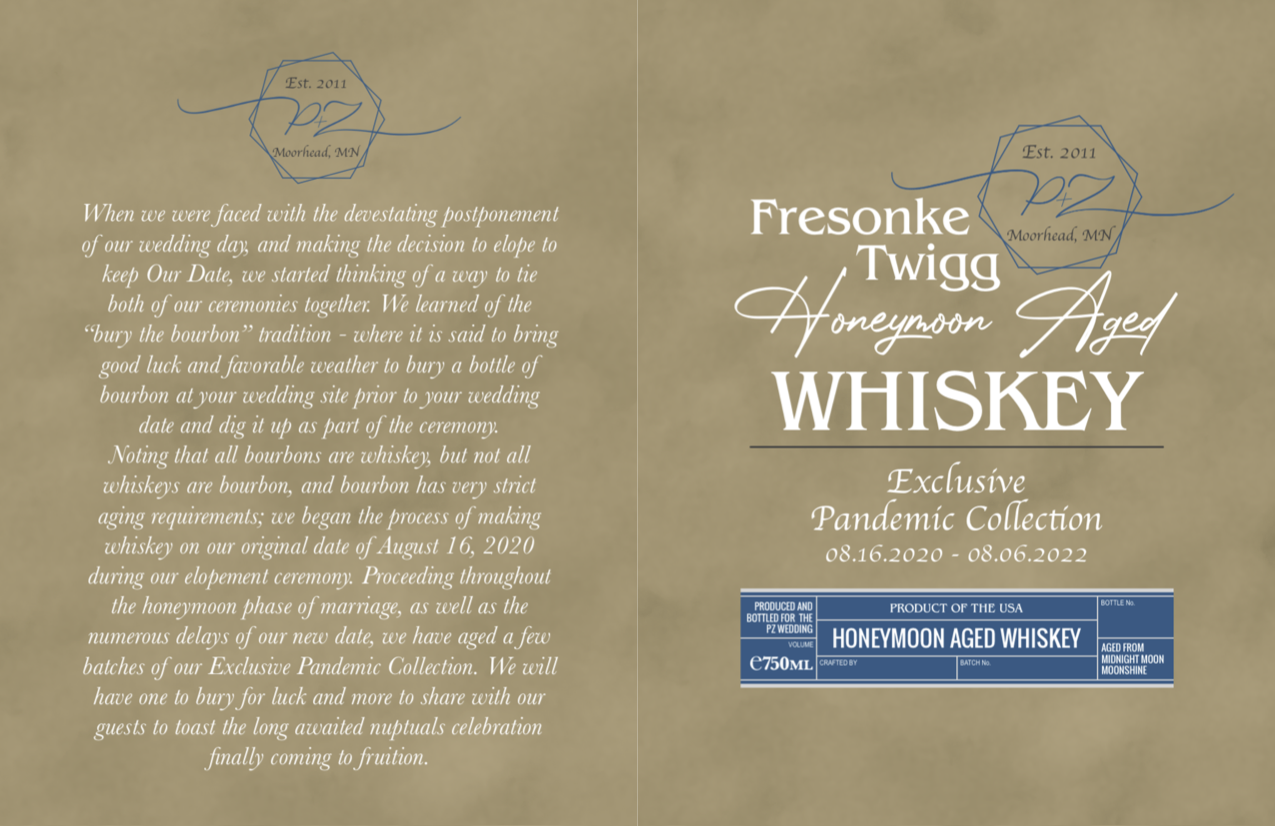 Est. 2011
P+Z
Moorhead, MN
When we were faced with the devestating postponement
of our wedding day, and making the decision to elope to
keep Our Date, we started thinking of a way to tie
both of our ceremonies together. We learned of the
“bury the bourbon” tradition - where it is said to bring
good luck and favorable weather to bury a bottle of
bourbon at your wedding site prior to your wedding
date and dig it up as part of the ceremony.
Noting that all bourbons are whiskey, but not all
whiskeys are bourbon, and bourbon has very strict
aging requirements; we began the process of making
whiskey on our original date of August 16, 2020
during our elopement ceremony. Proceeding throughout
the honeymoon phase of marriage, as well as the
numerous delays of our new date, we have aged a few
batches of our Exclusive Pandemic Collection. We will
have one to bury for luck and more to share with our
guests to toast the long awaited nuptuals celebration
finally coming to fruition.
Est. 2011
P+Z
Moorhead, MN
Fresonke
Twigg
Honeymoon Aged
WHISKEY
Exclusive
Pandemic Collection
08.16.2020 - 08.06.2022
PRODUCED AND
BOTTLED FOR THE
PZ WEDDING
VOLUME
℮750ML
PRODUCT OF THE USA
HONEYMOON AGED WHISKEY
CRAFTED BY
BATCH No.
BOTTLE No.
AGED FROM
MIDNIGHT MOON
MOONSHINE